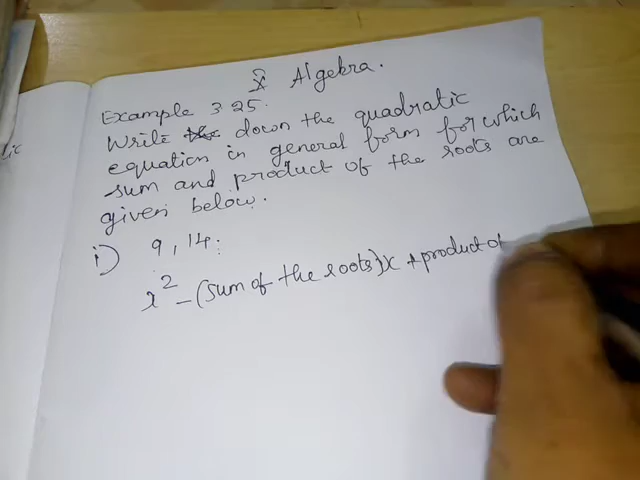 X Algebra.
Example 3.25.
Write down the quadratic
equation in general form for which
sum and product of the roots are
given below.
i) 9, 14.
x² - (sum of the roots)x + product of